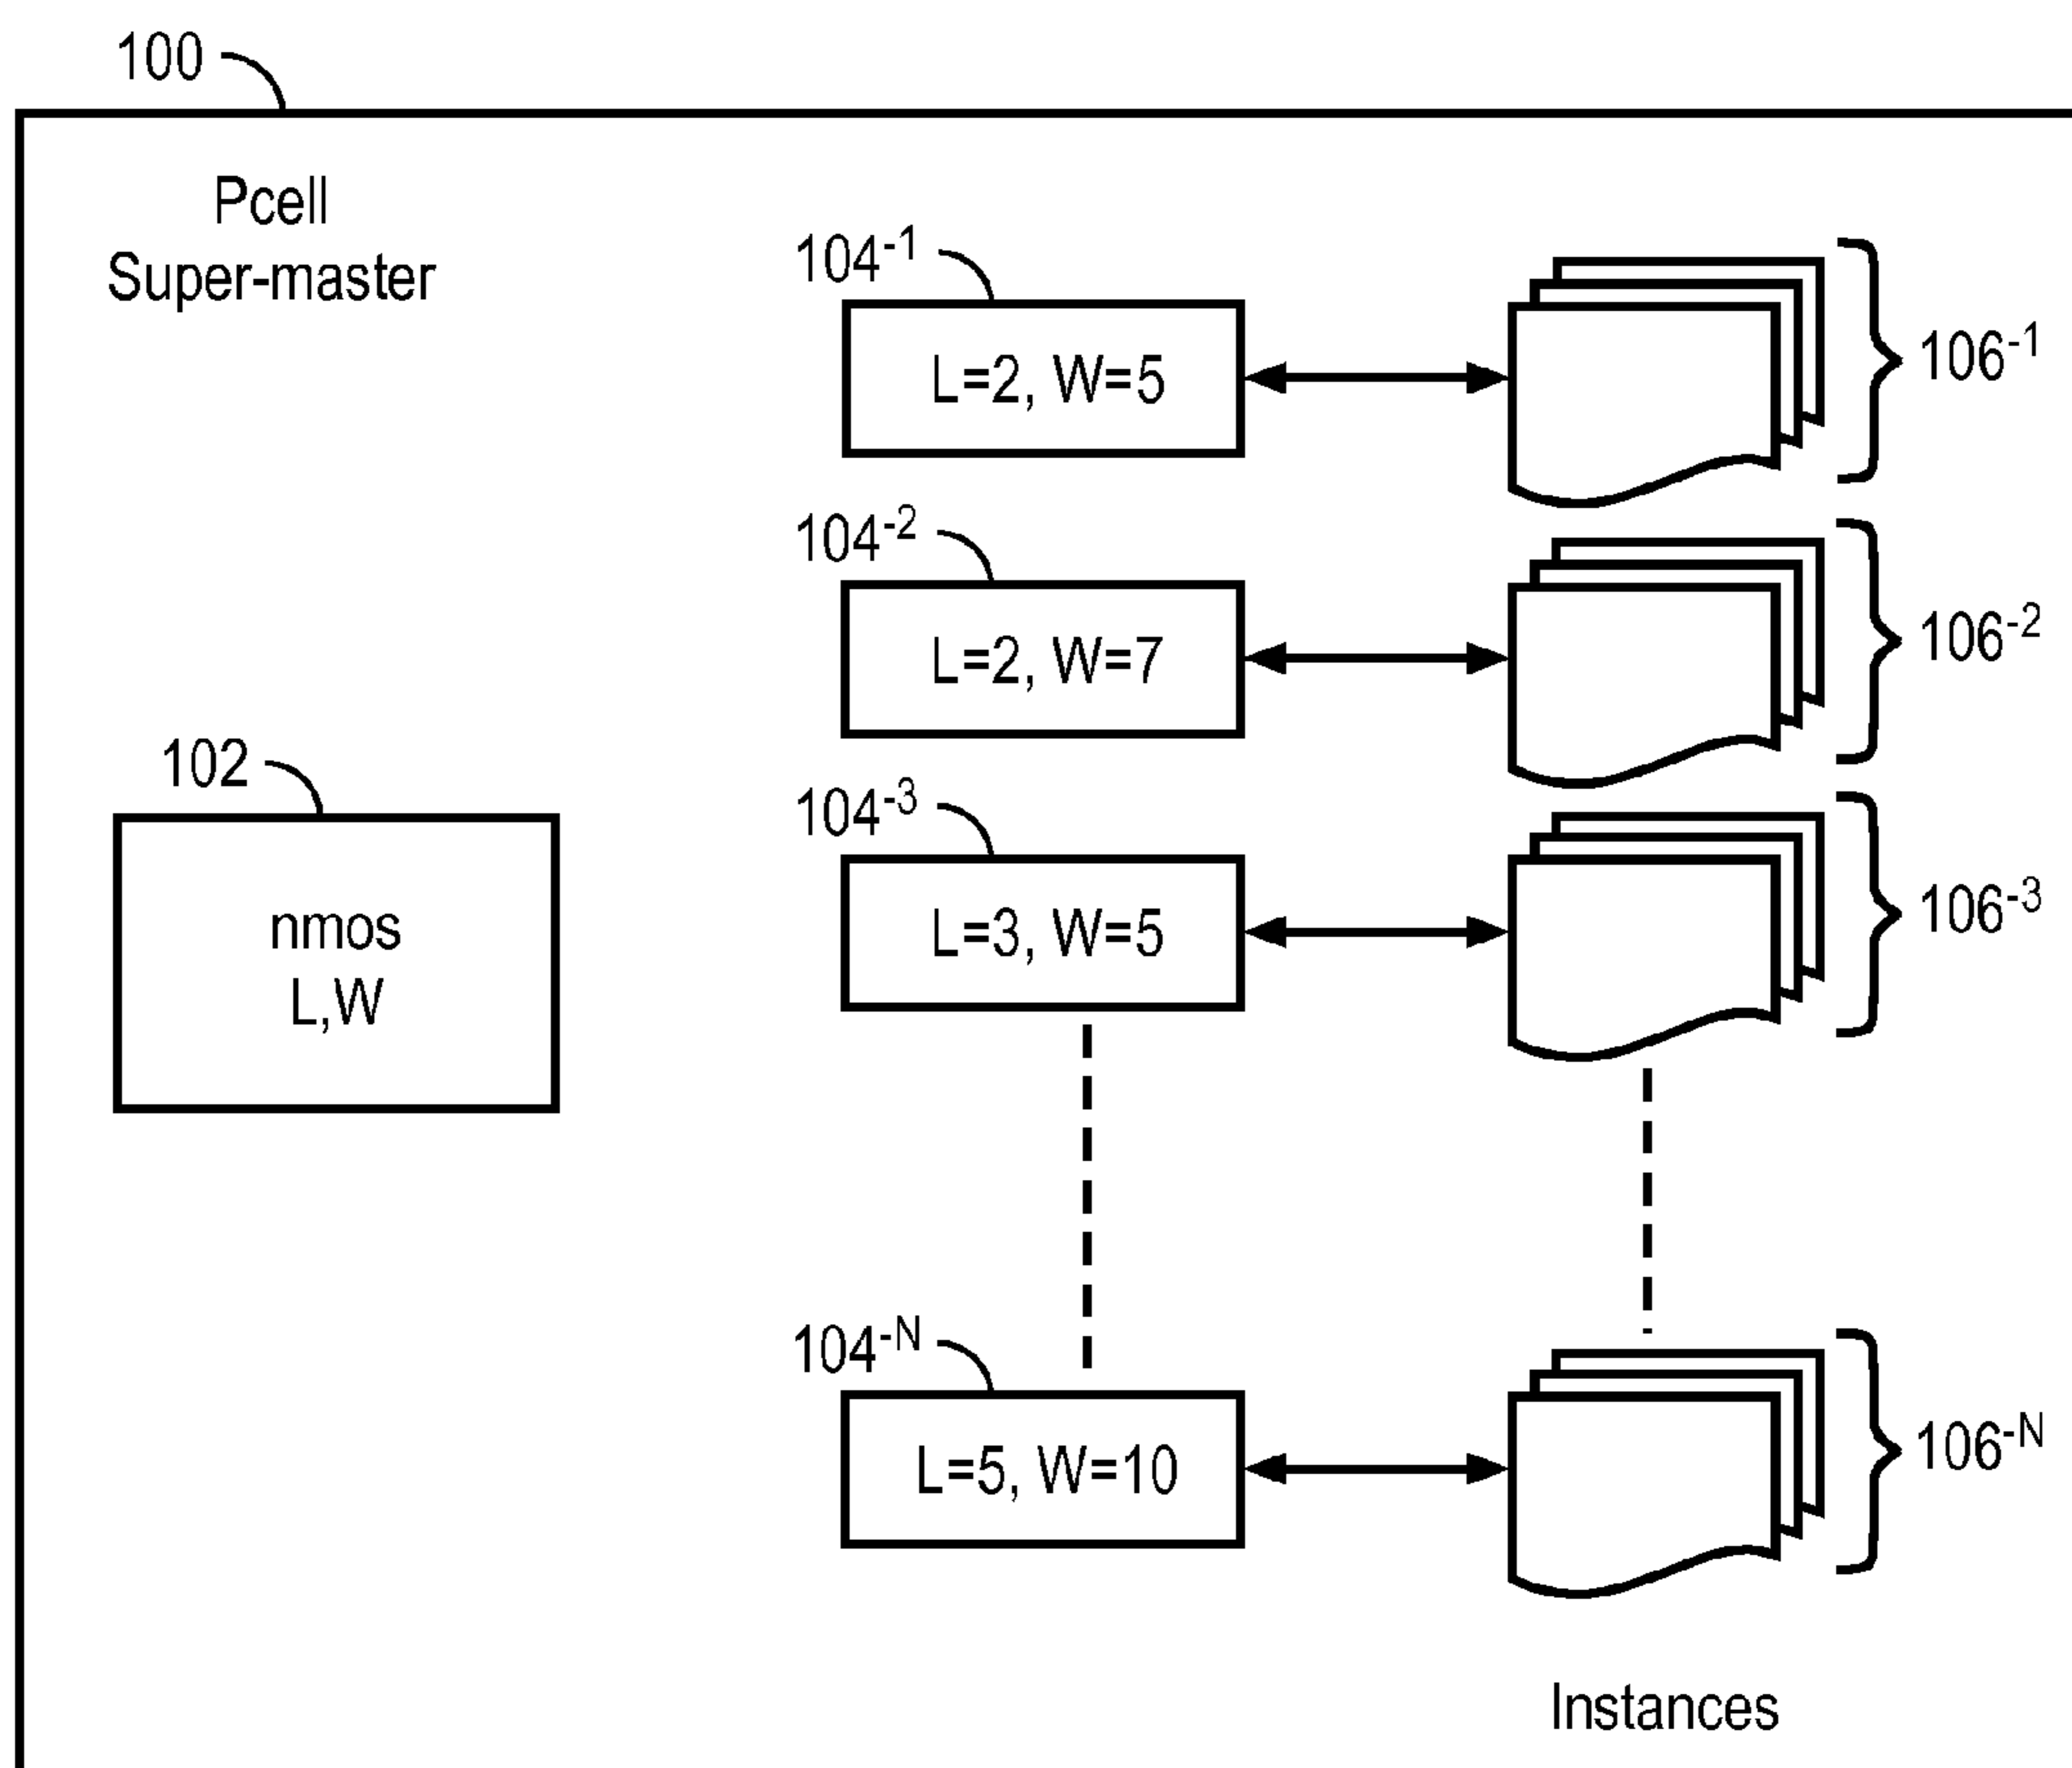 100
Pcell
Super-master
104-1
L=2, W=5
106-1
104-2
L=2, W=7
106-2
102
nmos
L,W
104-3
L=3, W=5
106-3
104-N
L=5, W=10
106-N
Instances